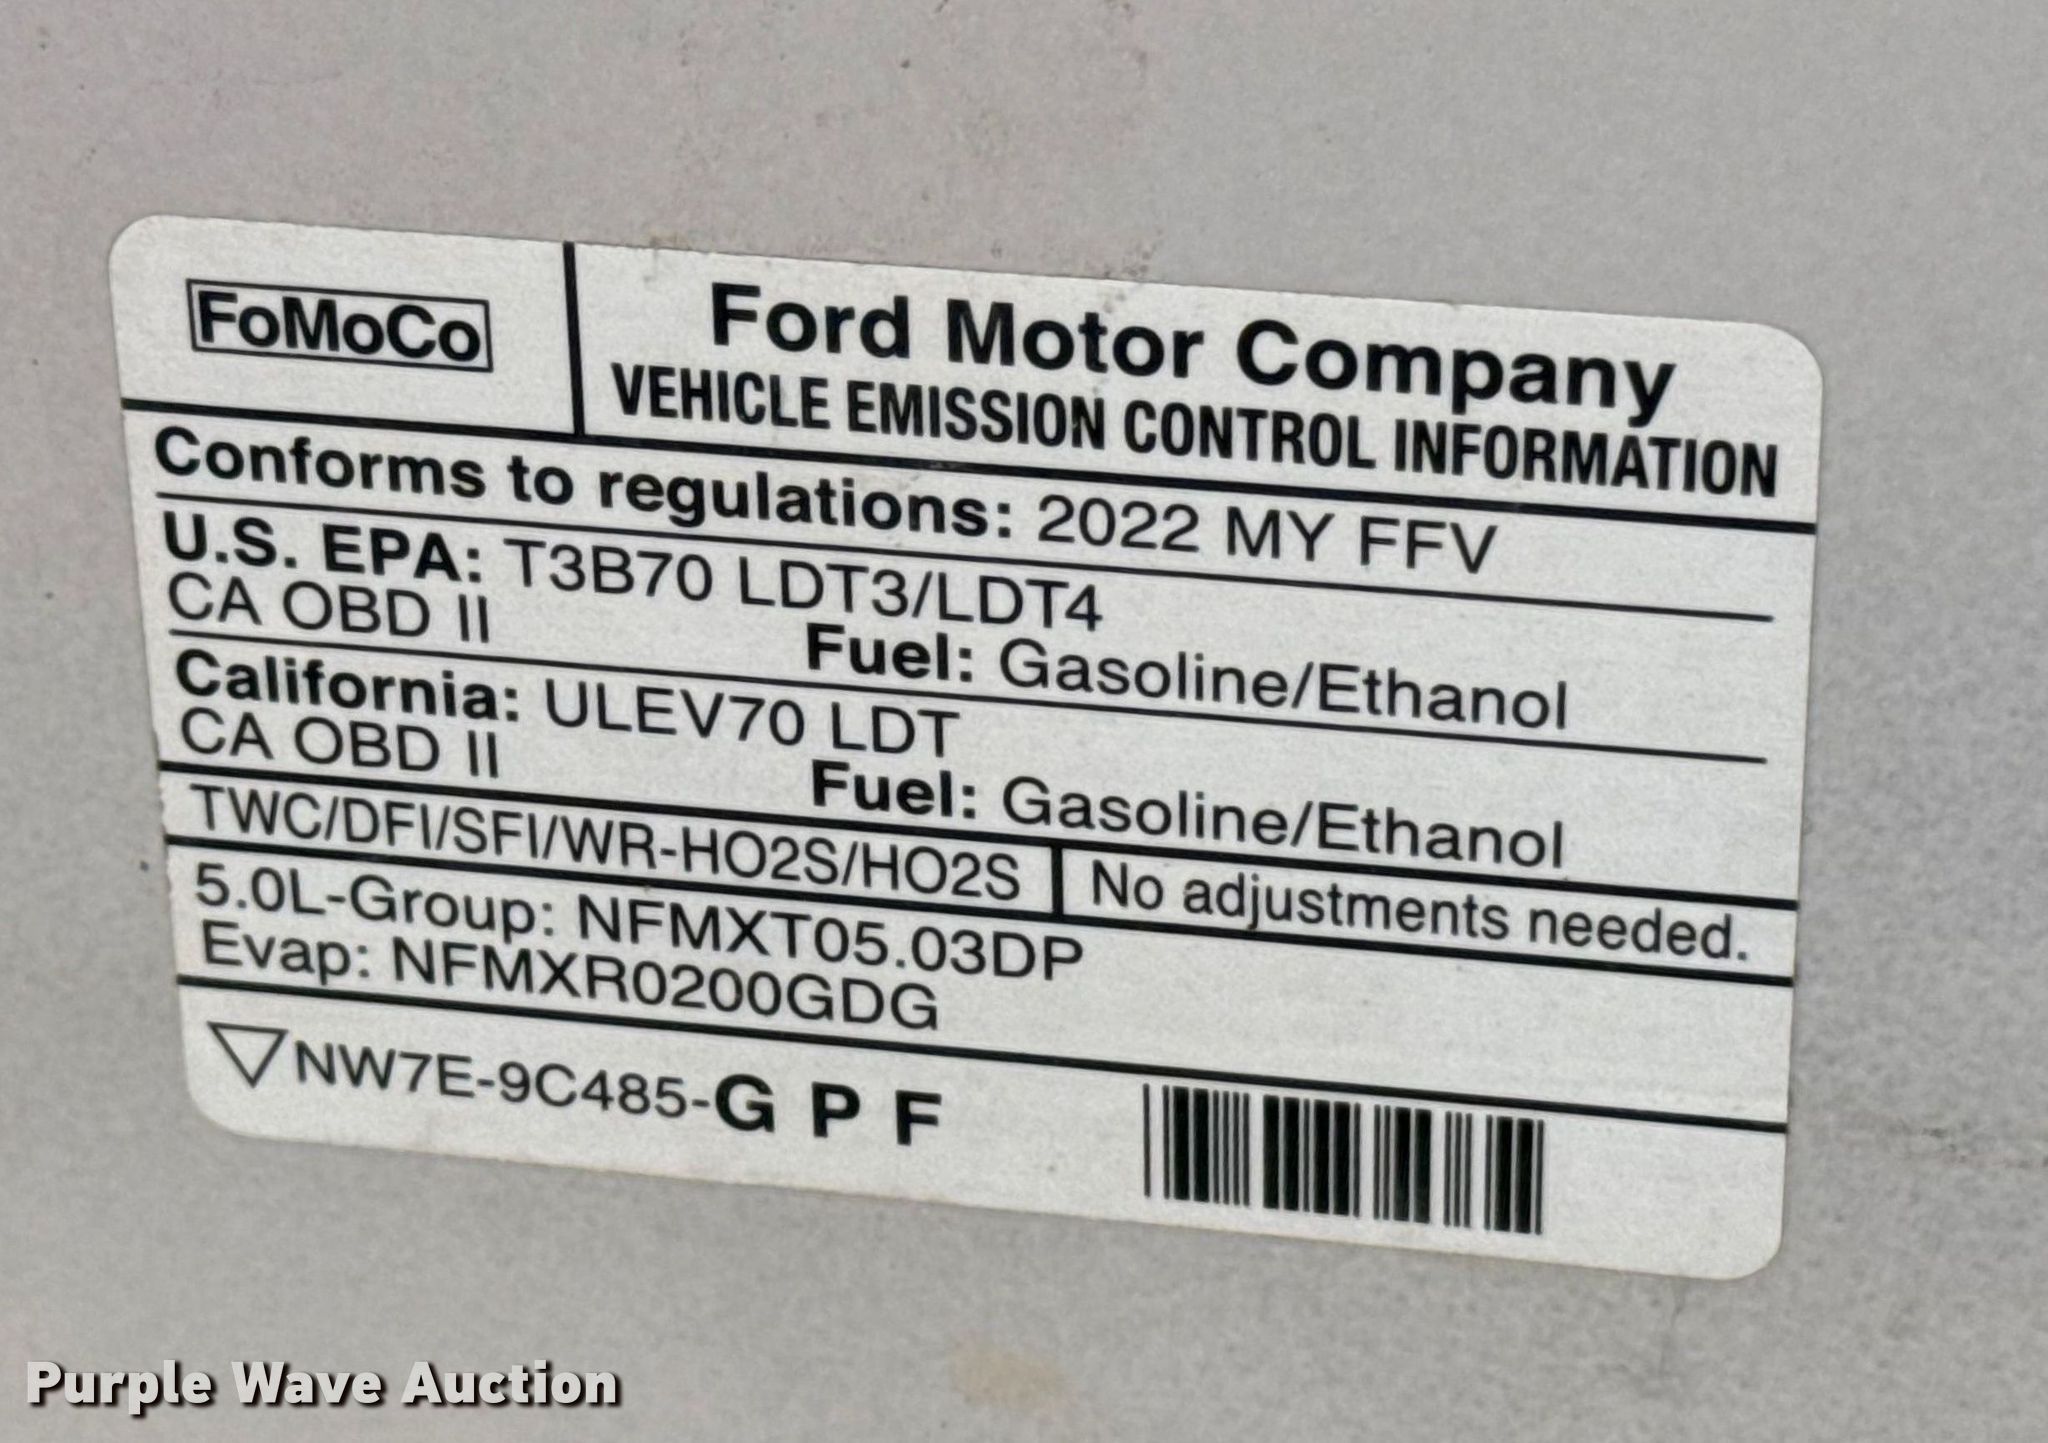 FoMoCo
Ford Motor Company
VEHICLE EMISSION CONTROL INFORMATION
Conforms to regulations: 2022 MY FFV
U.S. EPA: T3B70 LDT3/LDT4
CA OBD II Fuel: Gasoline/Ethanol
California: ULEV70 LDT
CA OBD II Fuel: Gasoline/Ethanol
TWC/DFI/SFI/WR-HO2S/HO2S No adjustments needed.
5.0L-Group: NFMXT05.03DP
Evap: NFMXR0200GDG
NW7E-9C485-G P F
Purple Wave Auction